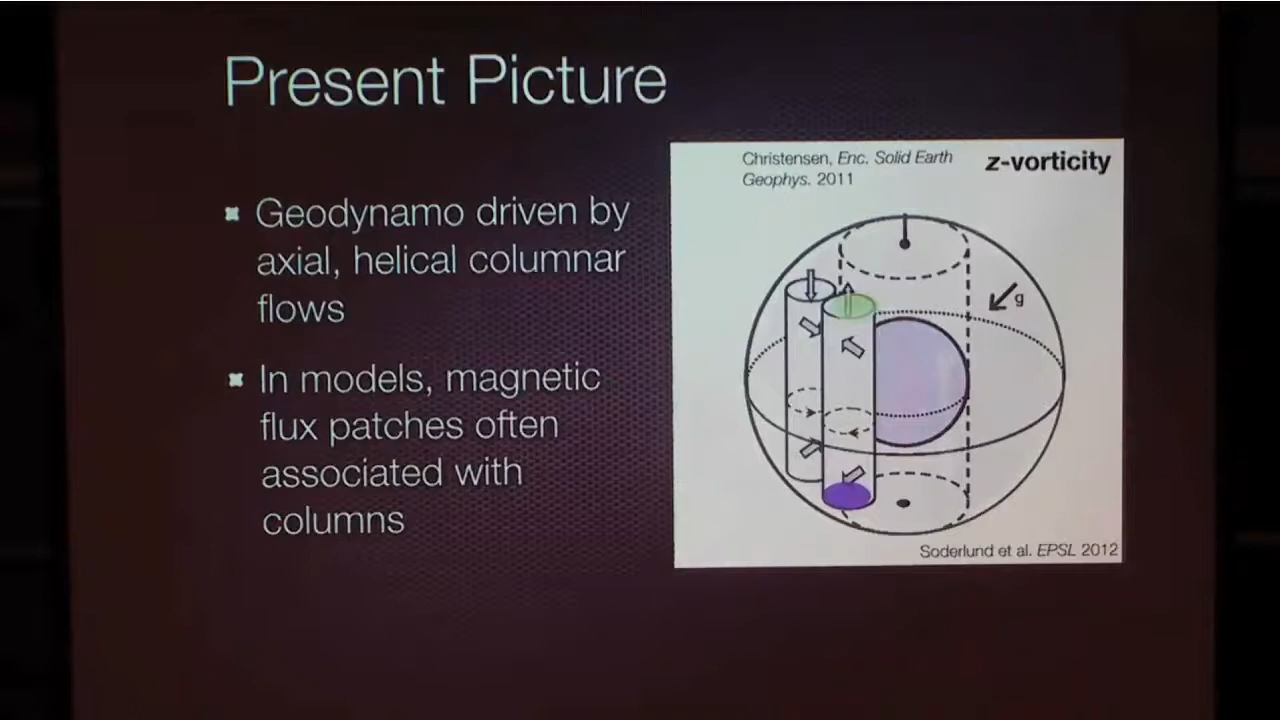 Present Picture
Geodynamo driven by
axial, helical columnar
flows
In models, magnetic
flux patches often
associated with
columns
Christensen, Enc. Solid Earth
Geophys. 2011
z-vorticity
g
Soderlund et al. EPSL 2012